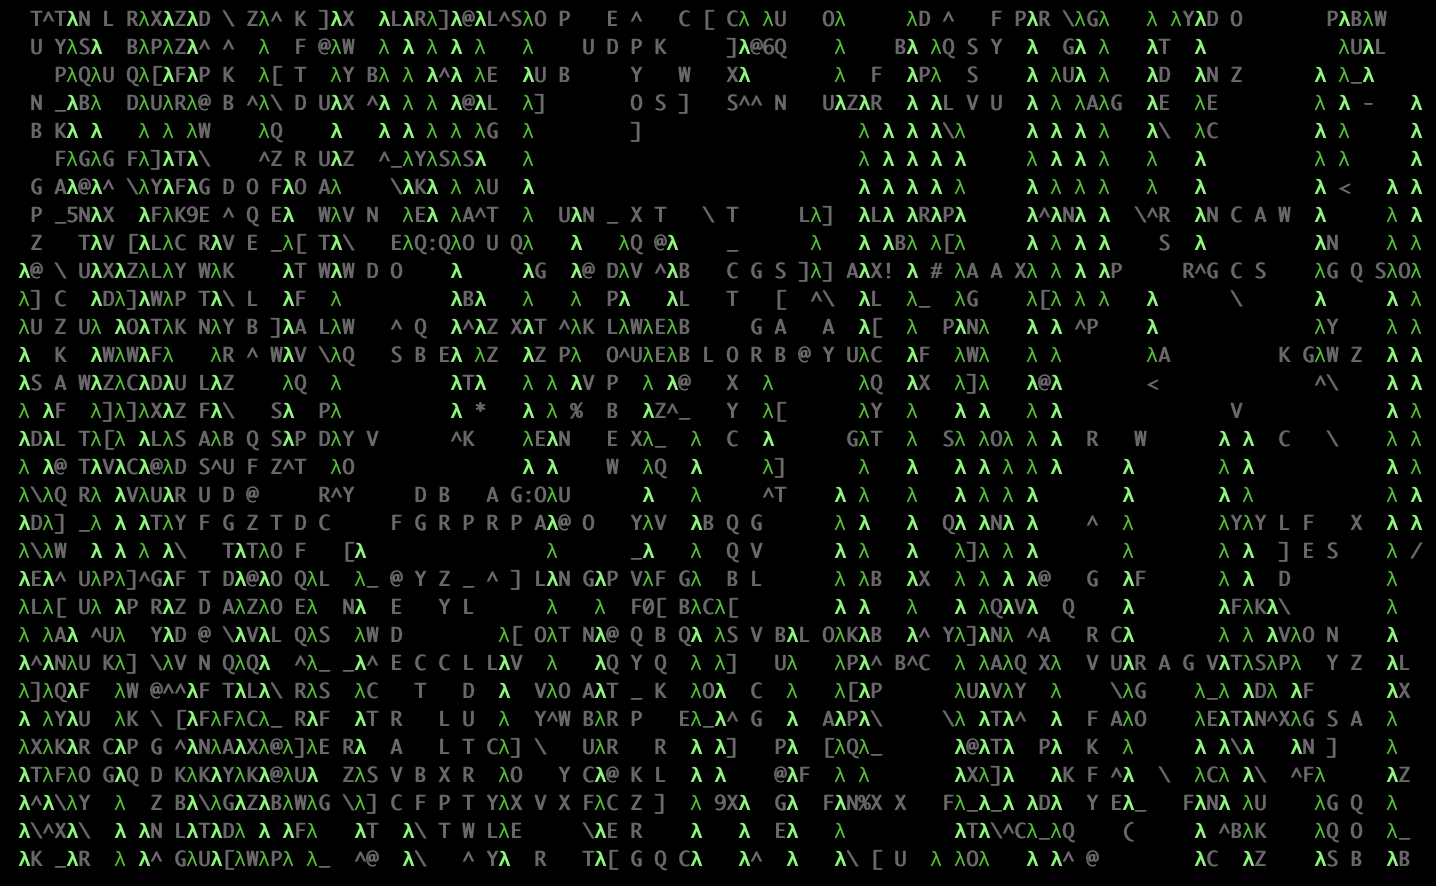 T^TλNL RλXλZλD \ Zλ^ K ]λX λLλRλ]λ@λL^SλO P E ^ C [ Cλ λU Oλ λD ^ F PλR \λGλ λ λYλD O PλBλW
U YλSλ BλPλZλ^ ^ λ F @λW λ λ λ λ λ λ U D P K ]λ@6Q λ Bλ λQ S Y λ Gλ λ λT λ λUλL
PλQλU Qλ[λFλP K λ[ T λY Bλ λ λ^λ λE λU B Y W Xλ λ F λPλ S λ λUλ λ λD λN Z λ λ_λ
N _λBλ DλUλRλ@ B ^λ\ D UλX ^λ λ λ λ@λL λ] O S ] S^^ N UλZλR λ λL V U λ λ λAλG λE λE λ λ - λ
B Kλ λ λ λ λW λQ λ λ λ λ λ λG λ ] λ λ λ λ\λ λ λ λ λ λ\ λC λ λ λ
FλGλG Fλ]λTλ\ ^Z R UλZ ^_λYλSλSλ λ λ λ λ λ λ λ λ λ λ λ λ λ λ λ
G Aλ@λ^ \λYλFλG D O FλO Aλ \λKλ λ λU λ λ λ λ λ λ λ λ λ λ λ λ λ < λ λ
P _5NλX λFλK9E ^ Q Eλ WλV N λEλ λA^T λ UλN _ X T \ T Lλ] λLλ λRλPλ λ^λNλ λ \^R λN C A W λ λ λ
Z TλV [λLλC RλV E _λ[ Tλ\ EλQ:QλO U Qλ λ λQ @λ _ λ λ λBλ λ[λ λ λ λ λ S λ λN λ λ
λ@ \ UλXλZλLλY WλK λT WλW D O λ λG λ@ DλV ^λB C G S ]λ] AλX! λ # λA A Xλ λ λ λP R^G C S λG Q SλOλ
λ] C λDλ]λWλP Tλ\ L λF λ λBλ λ λ Pλ λL T [ ^\ λL λ_ λG λ[λ λ λ λ \ λ λ λ
λU Z Uλ λOλTλK NλY B ]λA LλW ^ Q λ^λZ XλT ^λK LλWλEλB G A A λ[ λ PλNλ λ λ ^P λ λY λ λ
λ K λWλWλFλ λR ^ WλV \λQ S B Eλ λZ λZ Pλ O^UλEλB L O R B @ Y UλC λF λWλ λ λ λA K GλW Z λ λ
λS A WλZλCλDλU LλZ λQ λ λTλ λ λ λV P λ λ@ X λ λQ λX λ]λ λ@λ < ^\ λ λ
λ λF λ]λ]λXλZ Fλ\ Sλ Pλ λ * λ λ % B λZ^_ Y λ[ λY λ λ λ λ λ V λ λ
λDλL Tλ[λ λLλS AλB Q SλP DλY V ^K λEλN E Xλ_ λ C λ GλT λ Sλ λOλ λ λ R W λ λ C \ λ λ
λ λ@ TλVλCλ@λD S^U F Z^T λO λ λ W λQ λ λ] λ λ λ λ λ λ λ λ λ λ λ λ
λ\λQ Rλ λVλUλR U D @ R^Y D B A G:OλU λ λ ^T λ λ λ λ λ λ λ λ λ λ λ λ
λDλ] _λ λ λTλY F G Z T D C F G R P R P Aλ@ O YλV λB Q G λ λ λ Qλ λNλ λ ^ λ λYλY L F X λ λ
λ\λW λ λ λ λ\ TλTλO F [λ λ _λ λ Q V λ λ λ λ]λ λ λ λ λ λ ] E S λ /
λEλ^ UλPλ]^GλF T Dλ@λO QλL λ_ @ Y Z _ ^ ] LλN GλP VλF Gλ B L λ λB λX λ λ λ λ@ G λF λ λ D λ
λLλ[ Uλ λP RλZ D AλZλO Eλ Nλ E Y L λ λ F0[ BλCλ[ λ λ λ λ λQλVλ Q λ λFλKλ\ λ
λ λAλ ^Uλ YλD @ \λVλL QλS λW D λ[ OλT Nλ@ Q B Qλ λS V BλL OλKλB λ^ Yλ]λNλ ^A R Cλ λ λ λVλO N λ
λ^λNλU Kλ] \λV N QλQλ ^λ_ _λ^ E C C L LλV λ λQ Y Q λ λ] Uλ λPλ^ B^C λ λAλQ Xλ V UλR A G VλTλSλPλ Y Z λL
λ]λQλF λW @^^λF TλLλ\ RλS λC T D λ VλO AλT _ K λOλ C λ λ[λP λUλVλY λ \λG λ_λ λDλ λF λX
λ λYλU λK \ [λFλFλCλ_ RλF λT R L U λ Y^W BλR P Eλ_λ^ G λ AλPλ\ \λ λTλ^ λ F AλO λEλTλN^XλG S A λ
λXλKλR CλP G ^λNλAλXλ@λ]λE Rλ A L T Cλ] \ UλR R λ λ] Pλ [λQλ_ λ@λTλ Pλ K λ λ λ\λ λN ] λ
λTλFλO GλQ D KλKλYλKλ@λUλ ZλS V B X R λO Y Cλ@ K L λ λ @λF λ λ λXλ]λ λK F ^λ \ λCλ λ\ ^Fλ λZ
λ^λ\λY λ Z Bλ\λGλZλBλWλG \λ] C F P T YλX V X FλC Z ] λ 9Xλ Gλ FλN%X X Fλ_λ_λ λDλ Y Eλ_ FλNλ λU λG Q λ
λ\^Xλ\ λ λN LλTλDλ λ λFλ λT λ\ T W LλE \λE R λ λ Eλ λ λTλ\^Cλ_λQ ( λ ^BλK λQ O λ_
λK _λR λ λ^ GλUλ[λWλPλ λ_ ^@ λ\ ^ Yλ R Tλ[ G Q Cλ λ^ λ λ\ [ U λ λOλ λ λ^ @ λC λZ λS B λB